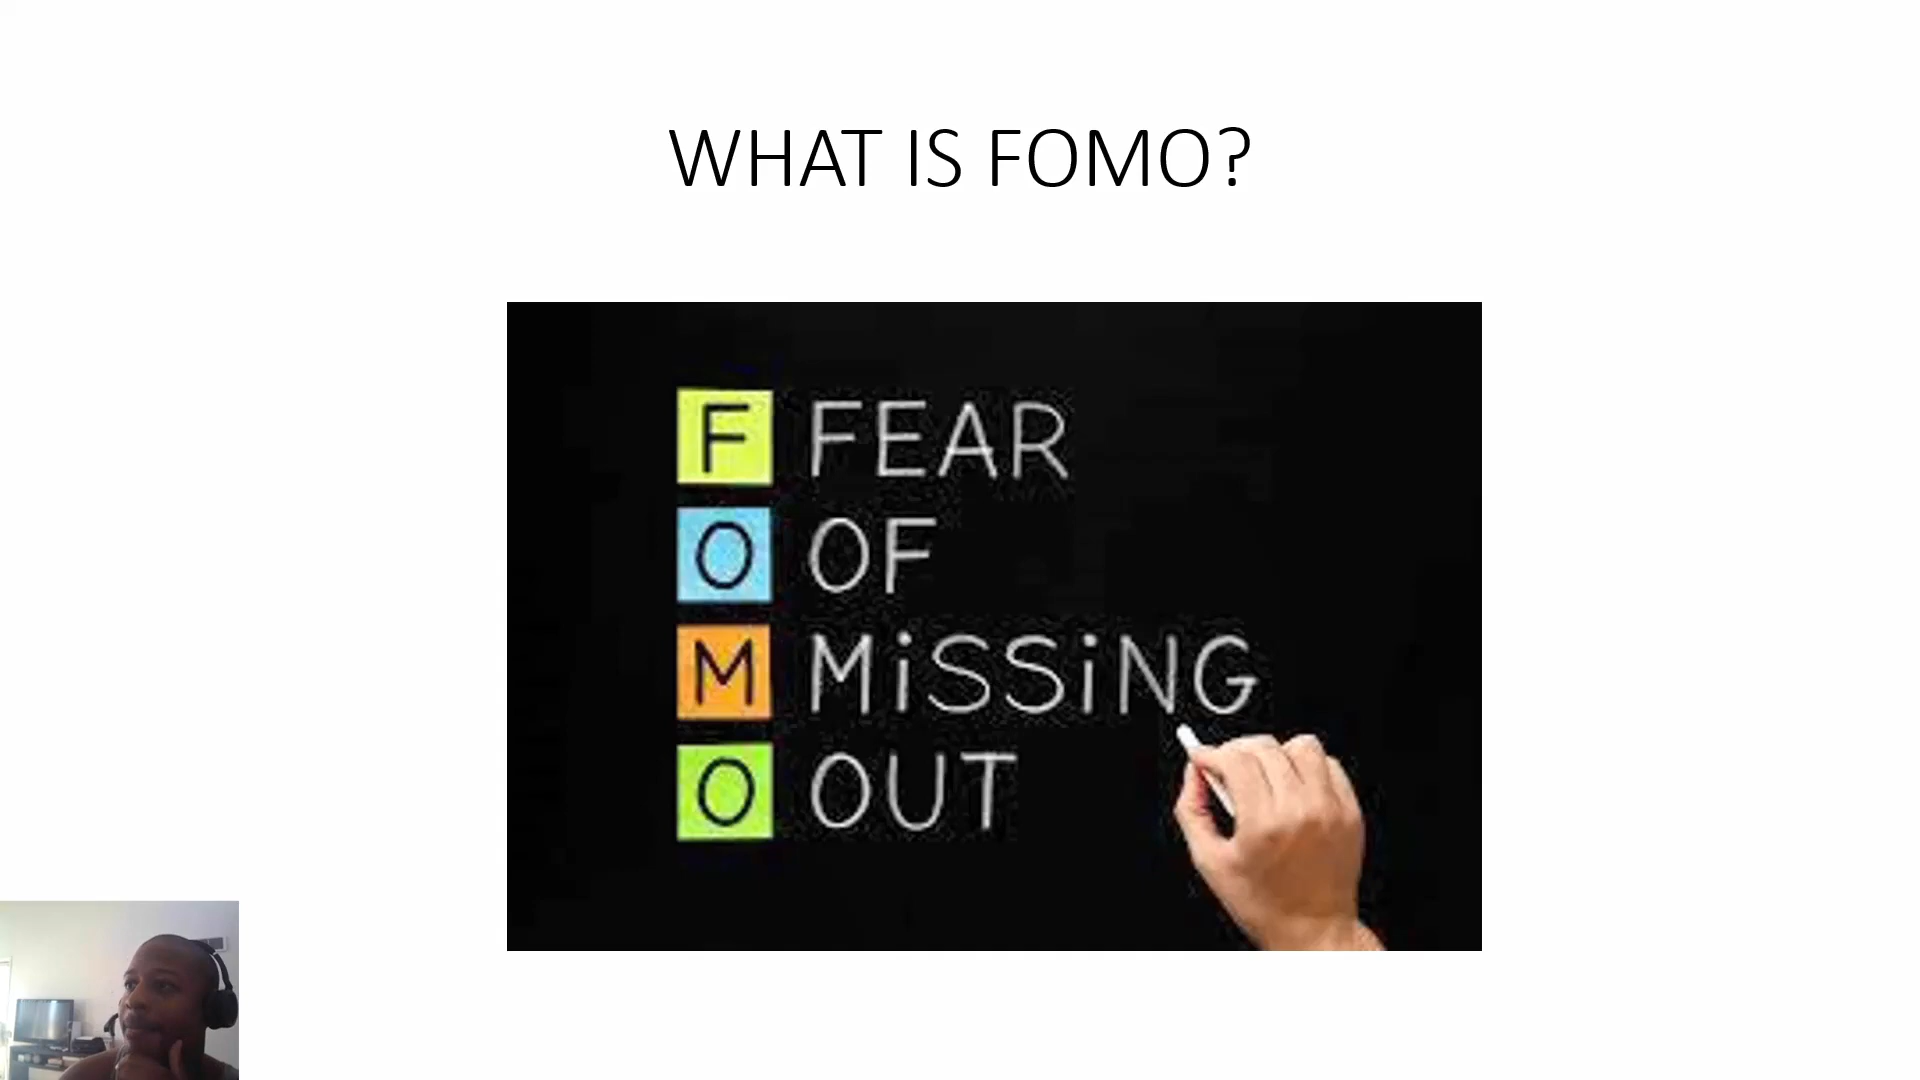 WHAT IS FOMO?
F FEAR
O OF
M MiSSiNG
O OUT